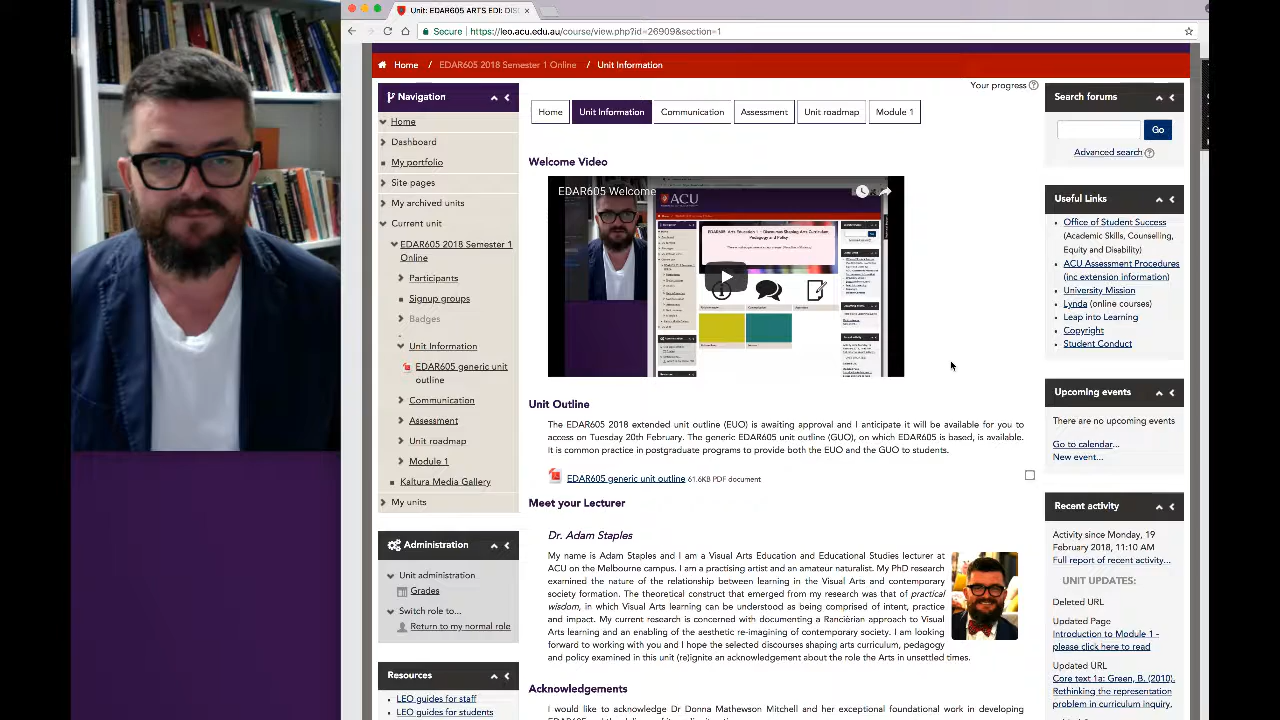 Unit: EDAR605 ARTS EDI: DIS
Secure
https://leo.acu.edu.au/course/view.php?id=26909&section=1
Home / EDAR605 2018 Semester 1 Online / Unit Information
Navigation
Home
Dashboard
My portfolio
Site pages
My archived units
Current unit
EDAR605 2018 Semester 1
Online
Participants
Signup groups
Badges
Unit Information
EDAR605 generic unit
outline
Communication
Assessment
Unit roadmap
Module 1
Kaltura Media Gallery
My units
Administration
Unit administration
Grades
Switch role to...
Return to my normal role
Resources
LEO guides for staff
LEO guides for students
Your progress
Home
Unit Information
Communication
Assessment
Unit roadmap
Module 1
Welcome Video
EDAR605 Welcome
ACU
Unit Outline
The EDAR605 2018 extended unit outline (EUO) is awaiting approval and I anticipate it will be available for you to
access on Tuesday 20th February. The generic EDAR605 unit outline (GUO), on which EDAR605 is based, is available.
It is common practice in postgraduate programs to provide both the EUO and the GUO to students.
EDAR605 generic unit outline 61.6KB PDF document
Meet your Lecturer
Dr. Adam Staples
My name is Adam Staples and I am a Visual Arts Education and Educational Studies lecturer at
ACU on the Melbourne campus. I am a practising artist and an amateur naturalist. My PhD research
examined the nature of the relationship between learning in the Visual Arts and contemporary
society formation. The theoretical construct that emerged from my research was that of practical
wisdom, in which Visual Arts learning can be understood as being comprised of intent, practice
and impact. My current research is concerned with documenting a Rancièrian approach to Visual
Arts learning and an enabling of the aesthetic re-imagining of contemporary society. I am looking
forward to working with you and I hope the selected discourses shaping arts curriculum, pedagogy
and policy examined in this unit (re)ignite an acknowledgement about the role the Arts in unsettled times.
Acknowledgements
I would like to acknowledge Dr Donna Mathewson Mitchell and her exceptional foundational work in developing
Search forums
Go
Advanced search
Useful Links
Office of Student Success
(Academic Skills, Counselling,
Equity and Disability)
ACU Assessment Procedures
(inc extension information)
University Mission
Lynda (free courses)
Leap into Learning
Copyright
Student Conduct
Upcoming events
There are no upcoming events
Go to calendar...
New event...
Recent activity
Activity since Monday, 19
February 2018, 11:10 AM
Full report of recent activity...
UNIT UPDATES:
Deleted URL
Updated Page
Introduction to Module 1 -
please click here to read
Updated URL
Core text 1a: Green, B. (2010).
Rethinking the representation
problem in curriculum inquiry,